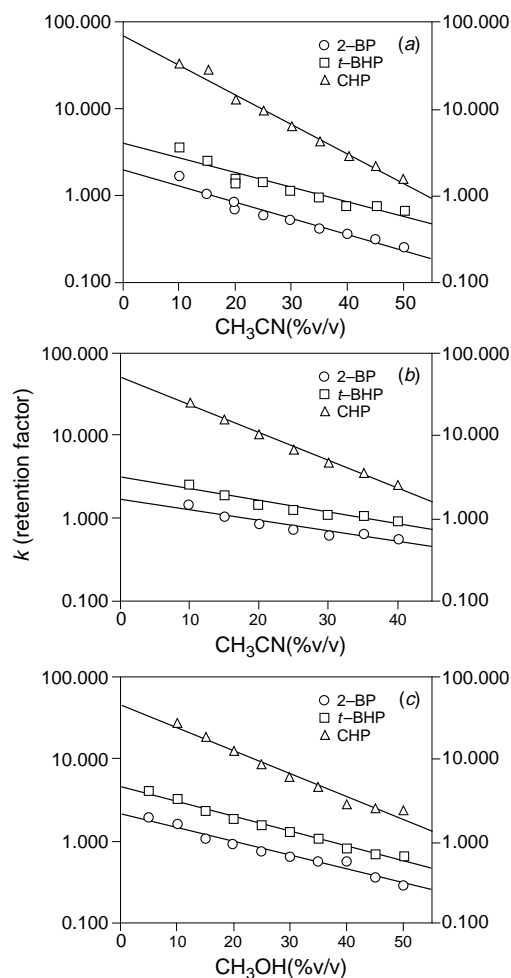 100.000 100.000
2–BP (a)
t–BHP
CHP
10.000 10.000
1.000 1.000
0.100 0.100
0 10 20 30 40 50
CH3CN(%v/v)
k (retention factor)
100.000 100.000
2–BP (b)
t–BHP
CHP
10.000 10.000
1.000 1.000
0.100 0.100
0 10 20 30 40
CH3CN(%v/v)
100.000 100.000
2–BP (c)
t–BHP
CHP
10.000 10.000
1.000 1.000
0.100 0.100
0 10 20 30 40 50
CH3OH(%v/v)